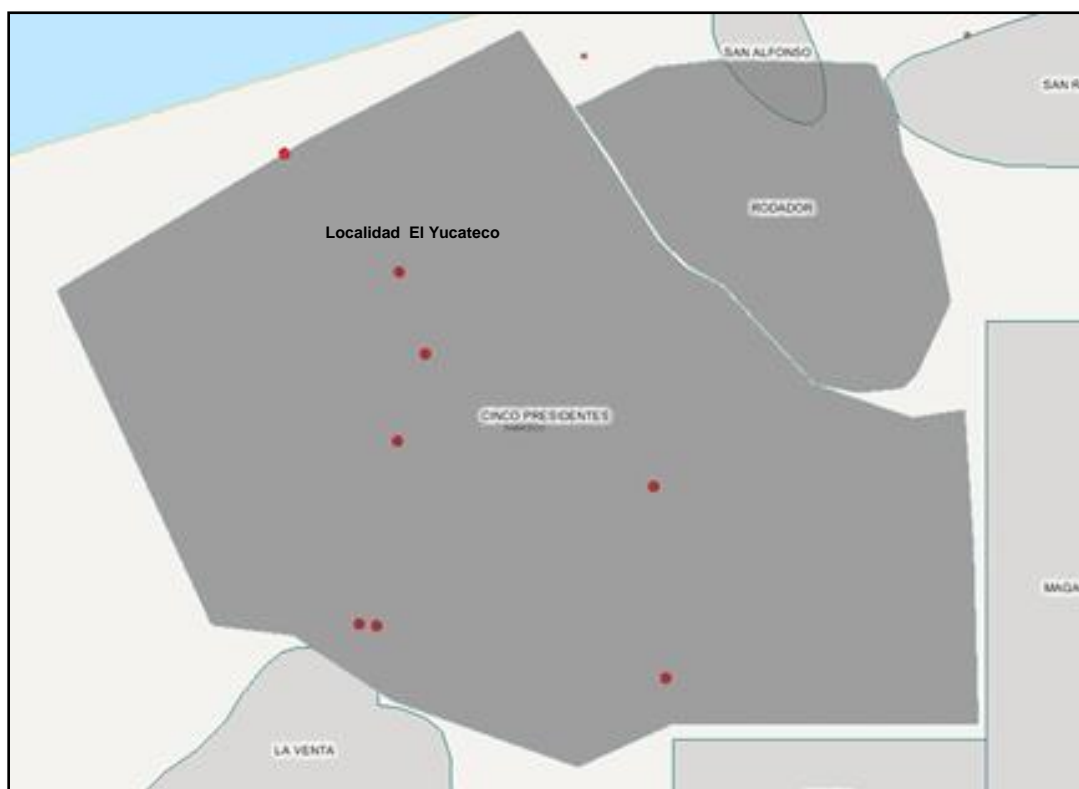 SAN ALFONSO
SAN R
RODADOR
Localidad El Yucateco
CINCO PRESIDENTES
MAGA
LA VENTA